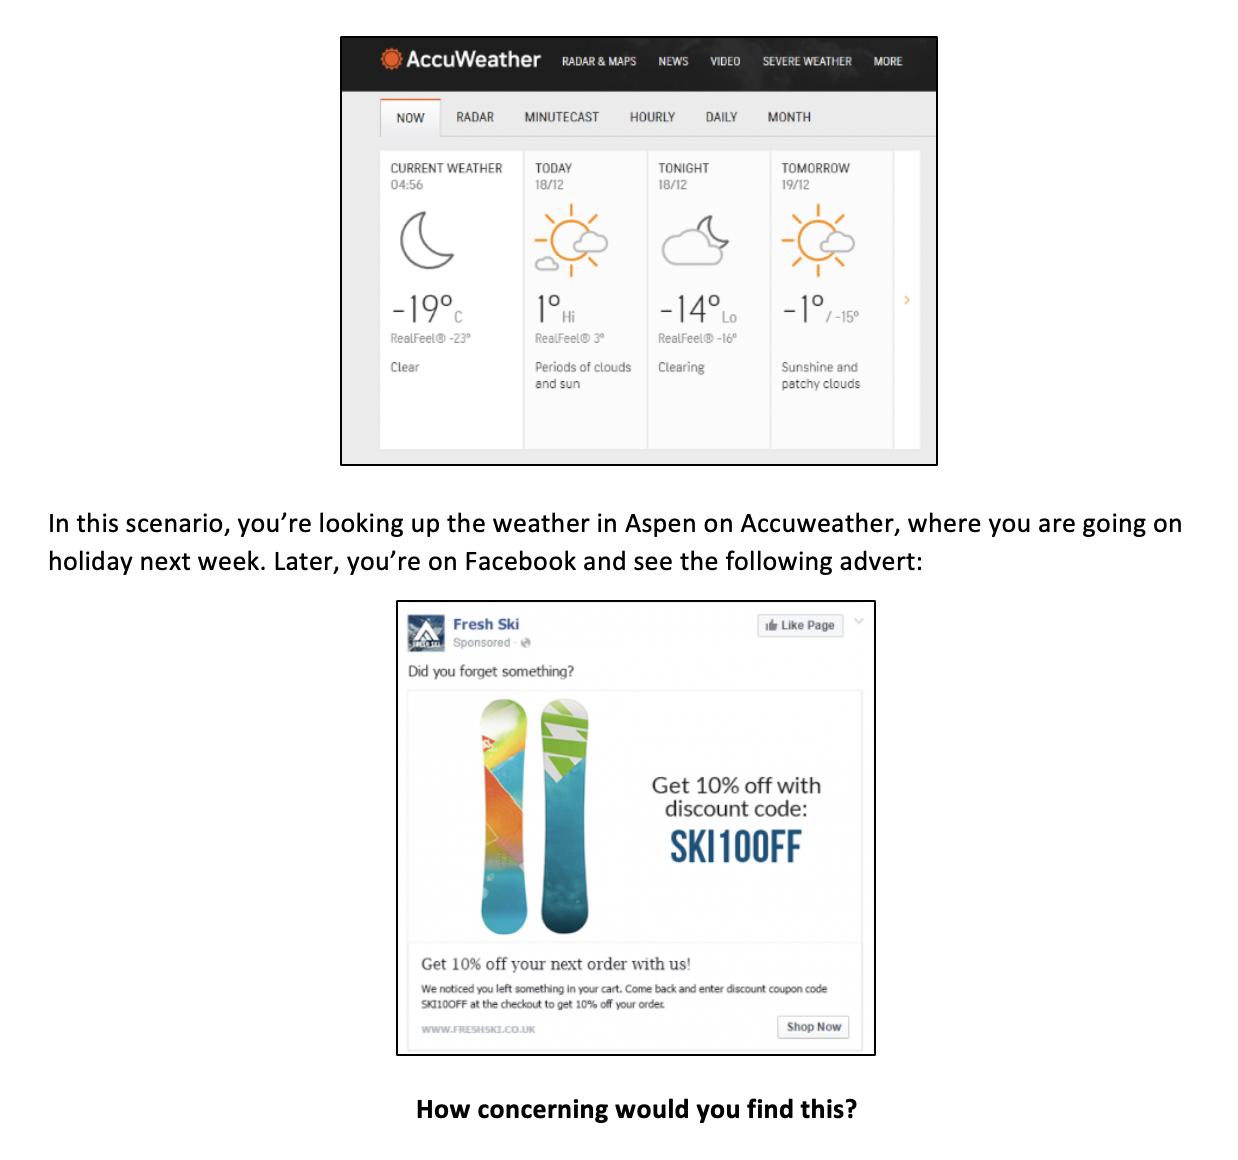 AccuWeather RADAR & MAPS NEWS VIDEO SEVERE WEATHER MORE
NOW RADAR MINUTECAST HOURLY DAILY MONTH
CURRENT WEATHER
04:56
-19°C
RealFeel® -23°
Clear
TODAY
18/12
1° Hi
RealFeel® 3°
Periods of clouds
and sun
TONIGHT
18/12
-14° Lo
RealFeel® -16°
Clearing
TOMORROW
19/12
-1° / -15°
Sunshine and
patchy clouds
>
In this scenario, you’re looking up the weather in Aspen on Accuweather, where you are going on
holiday next week. Later, you’re on Facebook and see the following advert:
FRESH SKI
Fresh Ski
Sponsored ·
Like Page
Did you forget something?
Get 10% off with
discount code:
SKI10OFF
Get 10% off your next order with us!
We noticed you left something in your cart. Come back and enter discount coupon code
SKI10OFF at the checkout to get 10% off your order.
WWW.FRESHSKI.CO.UK
Shop Now
How concerning would you find this?